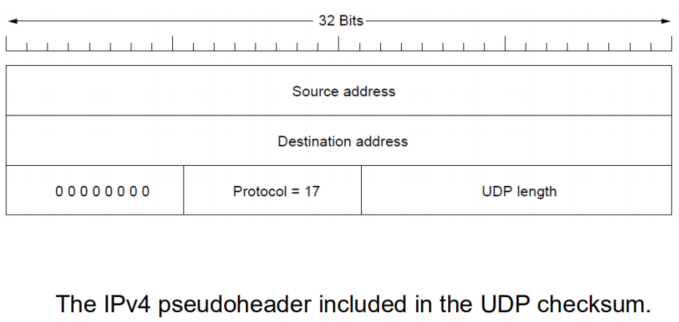 32 Bits
Source address
Destination address
0 0 0 0 0 0 0 0 Protocol = 17 UDP length
The IPv4 pseudoheader included in the UDP checksum.